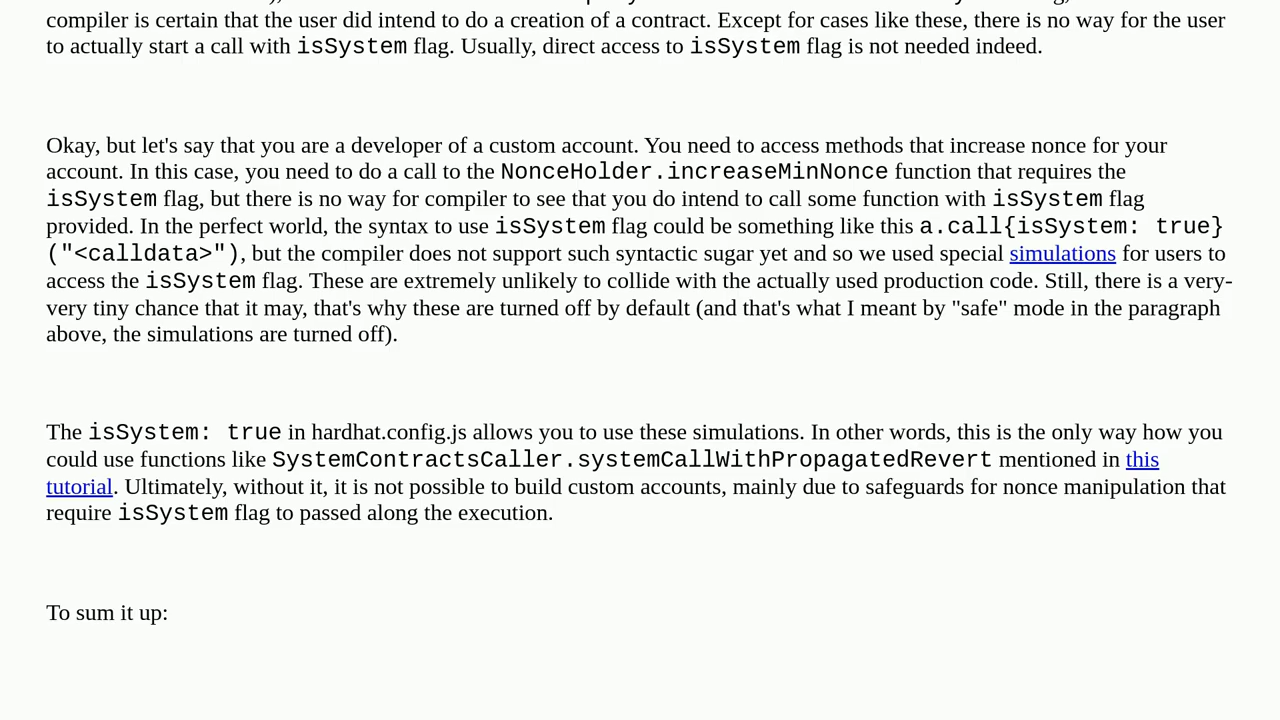 compiler is certain that the user did intend to do a creation of a contract. Except for cases like these, there is no way for the user
to actually start a call with isSystem flag. Usually, direct access to isSystem flag is not needed indeed.
Okay, but let's say that you are a developer of a custom account. You need to access methods that increase nonce for your
account. In this case, you need to do a call to the NonceHolder.increaseMinNonce function that requires the
isSystem flag, but there is no way for compiler to see that you do intend to call some function with isSystem flag
provided. In the perfect world, the syntax to use isSystem flag could be something like this a.call{isSystem: true}
("<calldata>"), but the compiler does not support such syntactic sugar yet and so we used special simulations for users to
access the isSystem flag. These are extremely unlikely to collide with the actually used production code. Still, there is a very-
very tiny chance that it may, that's why these are turned off by default (and that's what I meant by "safe" mode in the paragraph
above, the simulations are turned off).
The isSystem: true in hardhat.config.js allows you to use these simulations. In other words, this is the only way how you
could use functions like SystemContractsCaller.systemCallWithPropagatedRevert mentioned in this
tutorial. Ultimately, without it, it is not possible to build custom accounts, mainly due to safeguards for nonce manipulation that
require isSystem flag to passed along the execution.
To sum it up: